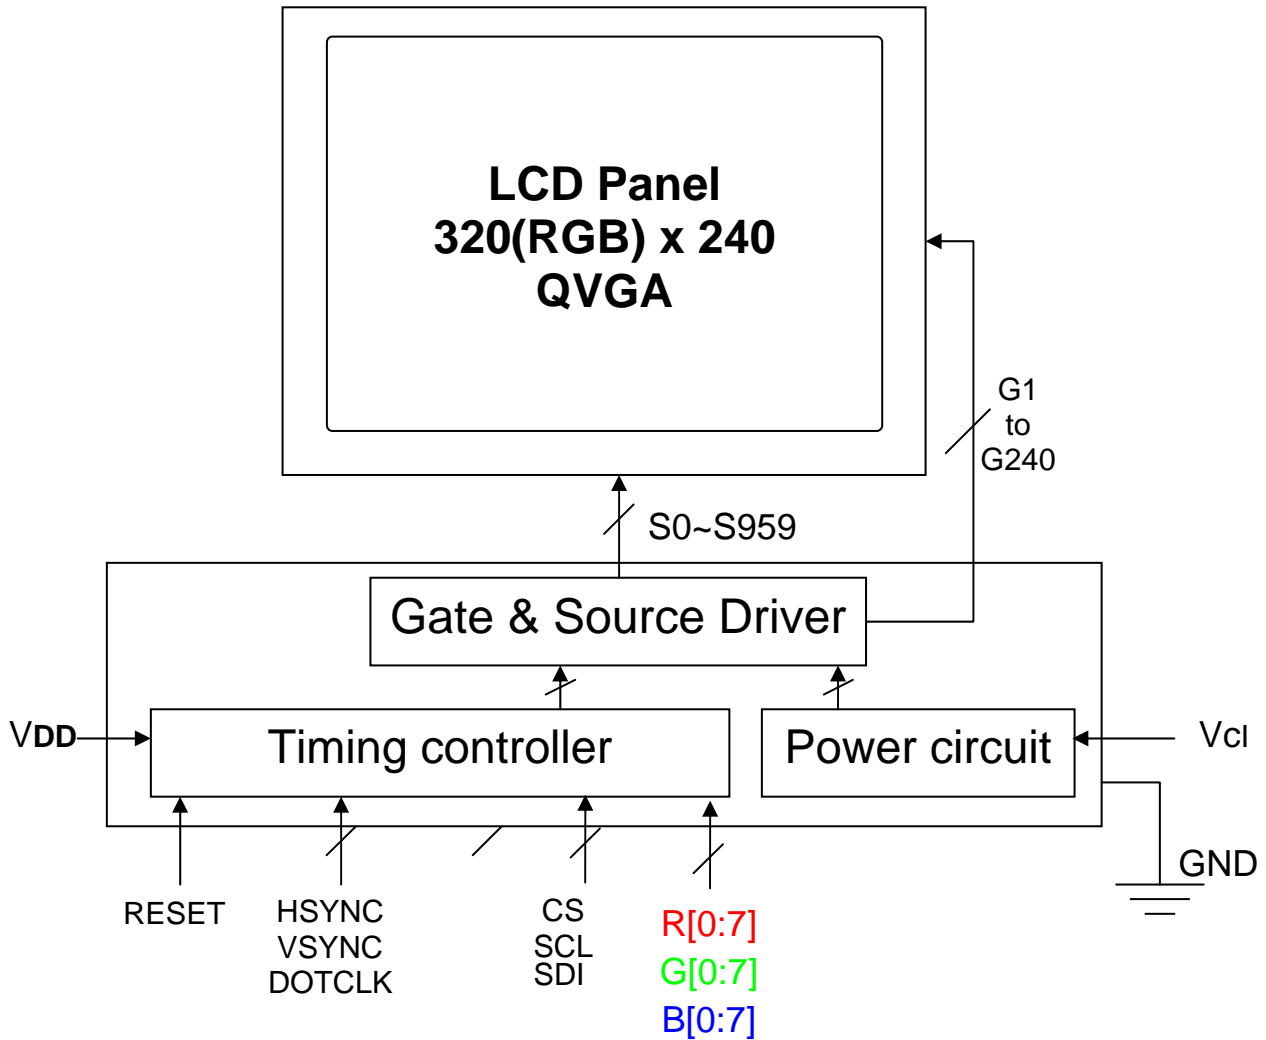 LCD Panel
320(RGB) x 240
QVGA
G1
to
G240
S0~S959
Gate & Source Driver
VDD
Timing controller
Power circuit
Vcl
GND
RESET
HSYNC
VSYNC
DOTCLK
CS
SCL
SDI
R[0:7]
G[0:7]
B[0:7]